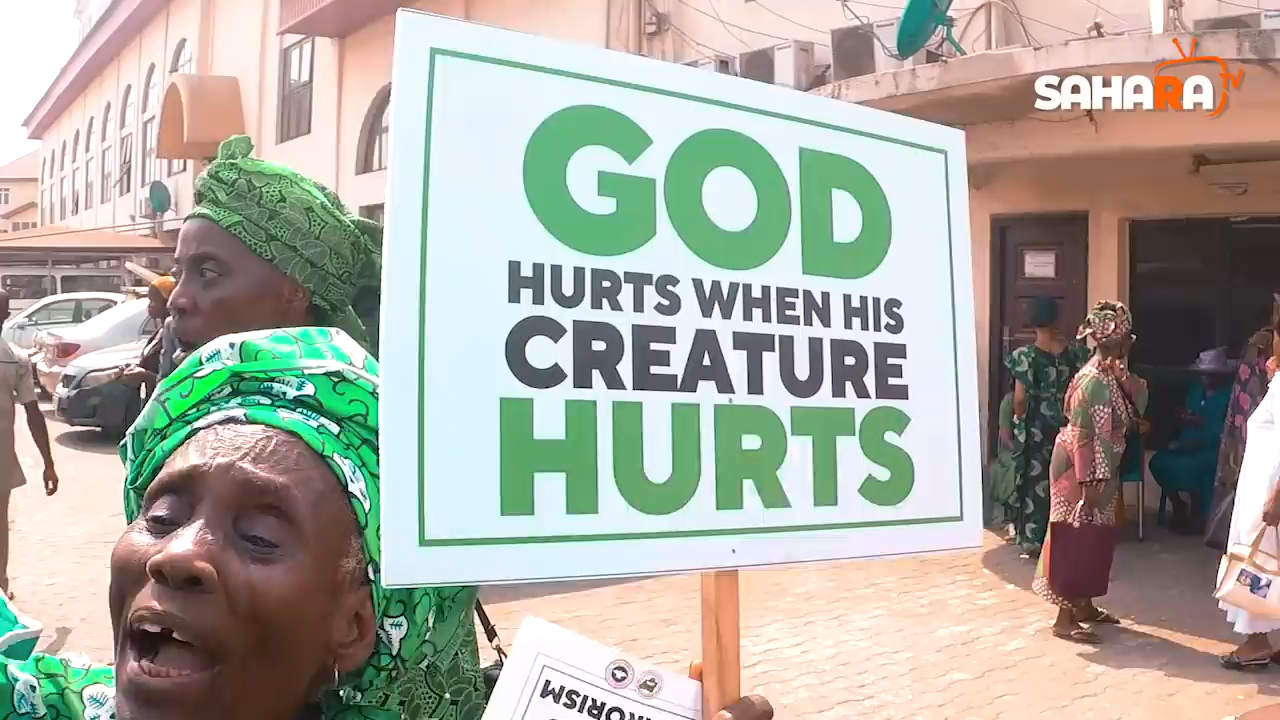 SAHARA TV
GOD
HURTS WHEN HIS
CREATURE
HURTS